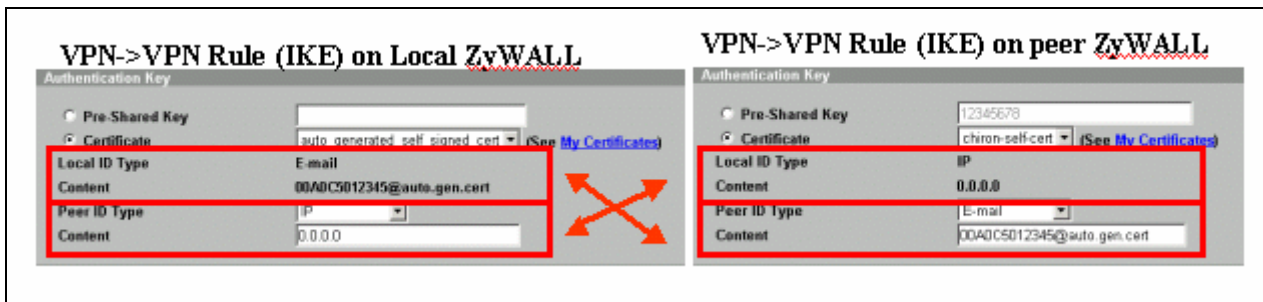 VPN->VPN Rule (IKE) on Local ZyWALL
Authentication Key
Pre-Shared Key
Certificate auto_generated_self_signed_cert (See My Certificates)
Local ID Type E-mail
Content 00A0C5012345@auto.gen.cert
Peer ID Type IP
Content 0.0.0.0
VPN->VPN Rule (IKE) on peer ZyWALL
Authentication Key
Pre-Shared Key 12345678
Certificate chiron-self-cert (See My Certificates)
Local ID Type IP
Content 0.0.0.0
Peer ID Type E-mail
Content 00A0C5012345@auto.gen.cert